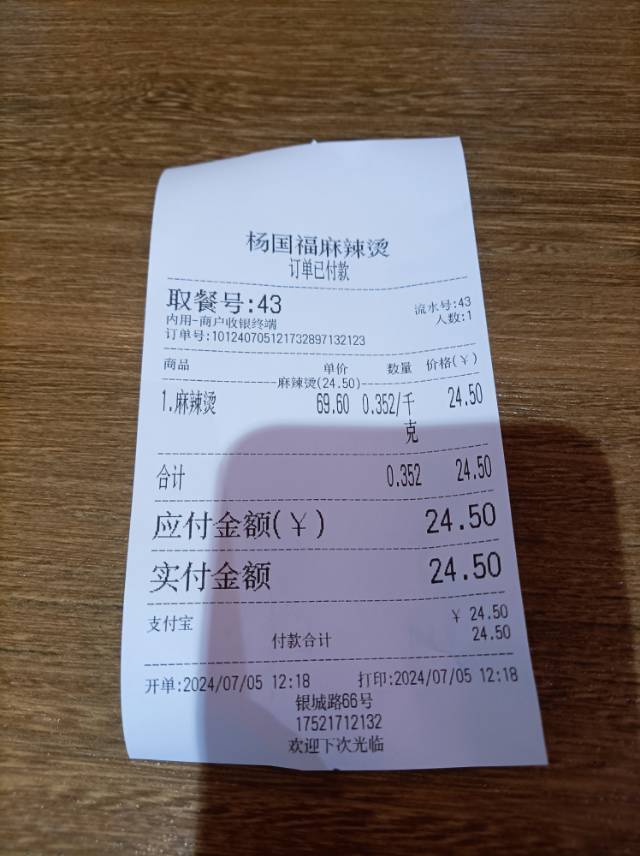 杨国福麻辣烫
订单已付款
取餐号:43
流水号:43
内用-商户收银终端
人数:1
订单号:101240705121732897132123
商品 单价 数量 价格(¥)
麻辣烫(24.50)
1.麻辣烫 69.60 0.352/千克 24.50
合计 0.352 24.50
应付金额(¥) 24.50
实付金额 24.50
支付宝 ¥ 24.50
付款合计 24.50
开单:2024/07/05 12:18 打印:2024/07/05 12:18
银城路66号
17521712132
欢迎下次光临